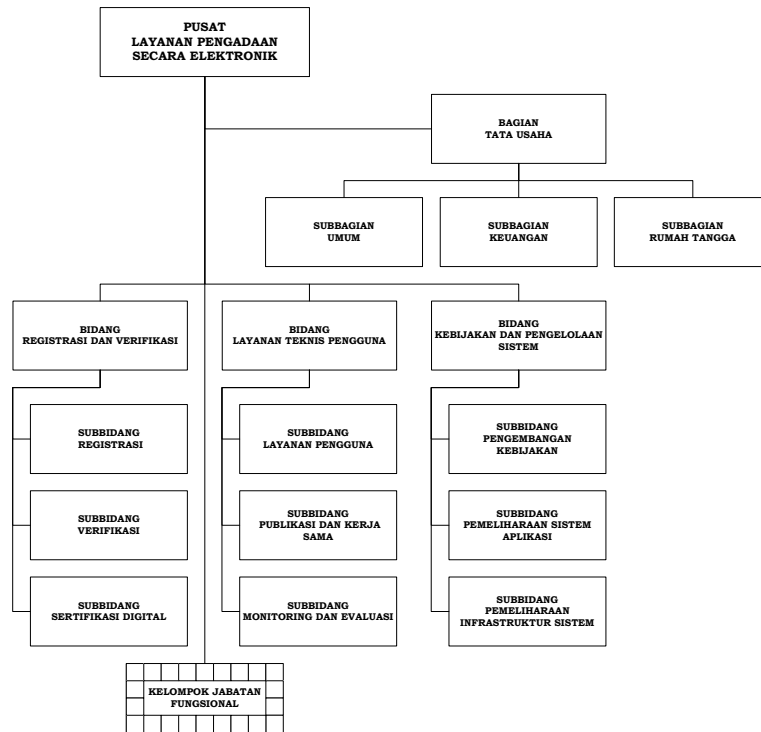 PUSAT
LAYANAN PENGADAAN
SECARA ELEKTRONIK
BAGIAN
TATA USAHA
SUBBAGIAN
UMUM
SUBBAGIAN
KEUANGAN
SUBBAGIAN
RUMAH TANGGA
BIDANG
REGISTRASI DAN VERIFIKASI
BIDANG
LAYANAN TEKNIS PENGGUNA
BIDANG
KEBIJAKAN DAN PENGELOLAAN
SISTEM
SUBBIDANG
REGISTRASI
SUBBIDANG
LAYANAN PENGGUNA
SUBBIDANG
PENGEMBANGAN
KEBIJAKAN
SUBBIDANG
VERIFIKASI
SUBBIDANG
PUBLIKASI DAN KERJA
SAMA
SUBBIDANG
PEMELIHARAAN SISTEM
APLIKASI
SUBBIDANG
SERTIFIKASI DIGITAL
SUBBIDANG
MONITORING DAN EVALUASI
SUBBIDANG
PEMELIHARAAN
INFRASTRUKTUR SISTEM
KELOMPOK JABATAN
FUNGSIONAL